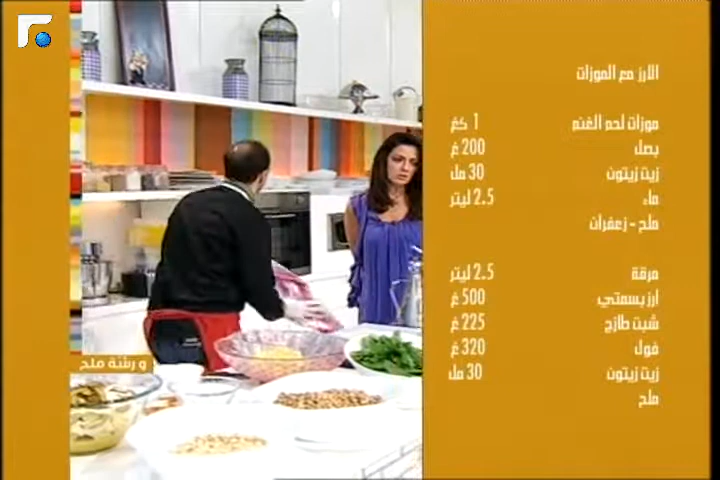 الارز مع الموزات
موزات لحم الغنم 1 كغ
بصل 200 غ
زيت زيتون 30 مل
ماء 2.5 ليتر
ملح - زعفران
مرقة 2.5 ليتر
ارز بسمتي 500 غ
شبت طازج 225 غ
فول 320 غ
زيت زيتون 30 مل
ملح
و رشة ملح